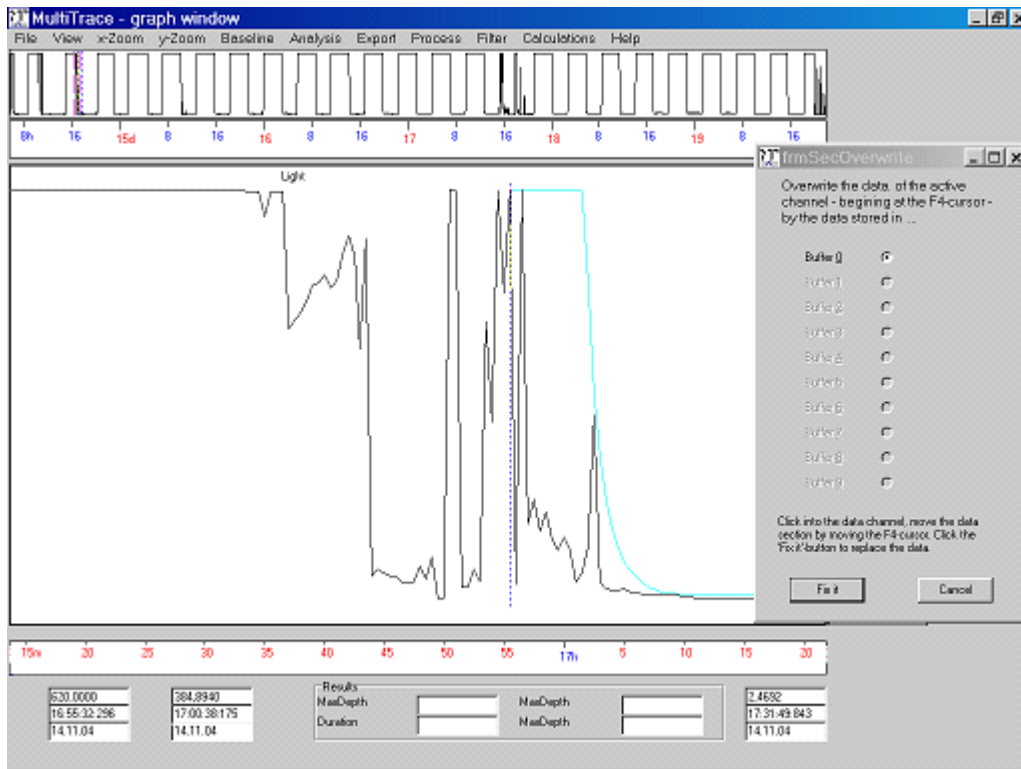 MultiTrace - graph window
File View x-Zoom y-Zoom Baseline Analysis Export Process Filter Calculations Help
8h 16 15d 8 16 16 8 16 17 8 16 18 8 16 19 8 16
frmSecOverwrite
Light
Overwrite the data, of the active
channel - begining at the F4-cursor -
by the data stored in ...
Buffer 0
Buffer 1
Buffer 2
Buffer 3
Buffer 4
Buffer 5
Buffer 6
Buffer 7
Buffer 8
Buffer 9
Click into the data channel, move the data
section by moving the F4-cursor. Click the
'Fix it'-button to replace the data.
Fix it Cancel
15m 20 25 30 35 40 45 50 55 17h 5 10 15 20
620.0000 384.8940 Results 2.4692
MaxDepth MaxDepth
16:55:32:296 17:00:38:175 17:31:49:843
Duration MaxDepth
14.11.04 14.11.04 14.11.04